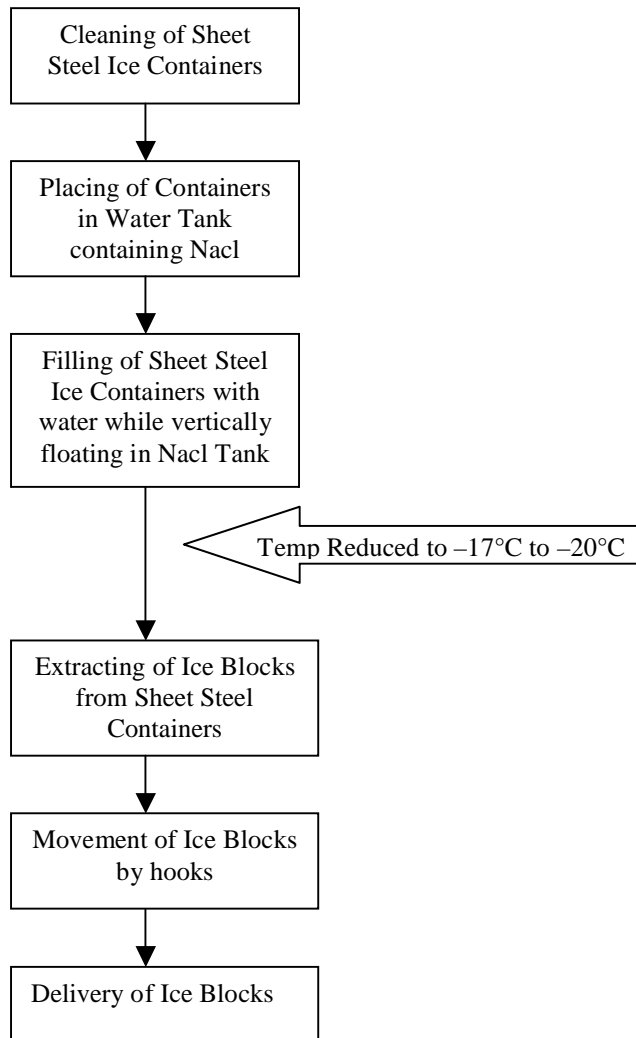 Cleaning of Sheet
Steel Ice Containers
Placing of Containers
in Water Tank
containing Nacl
Filling of Sheet Steel
Ice Containers with
water while vertically
floating in Nacl Tank
Temp Reduced to –17°C to –20°C
Extracting of Ice Blocks
from Sheet Steel
Containers
Movement of Ice Blocks
by hooks
Delivery of Ice Blocks